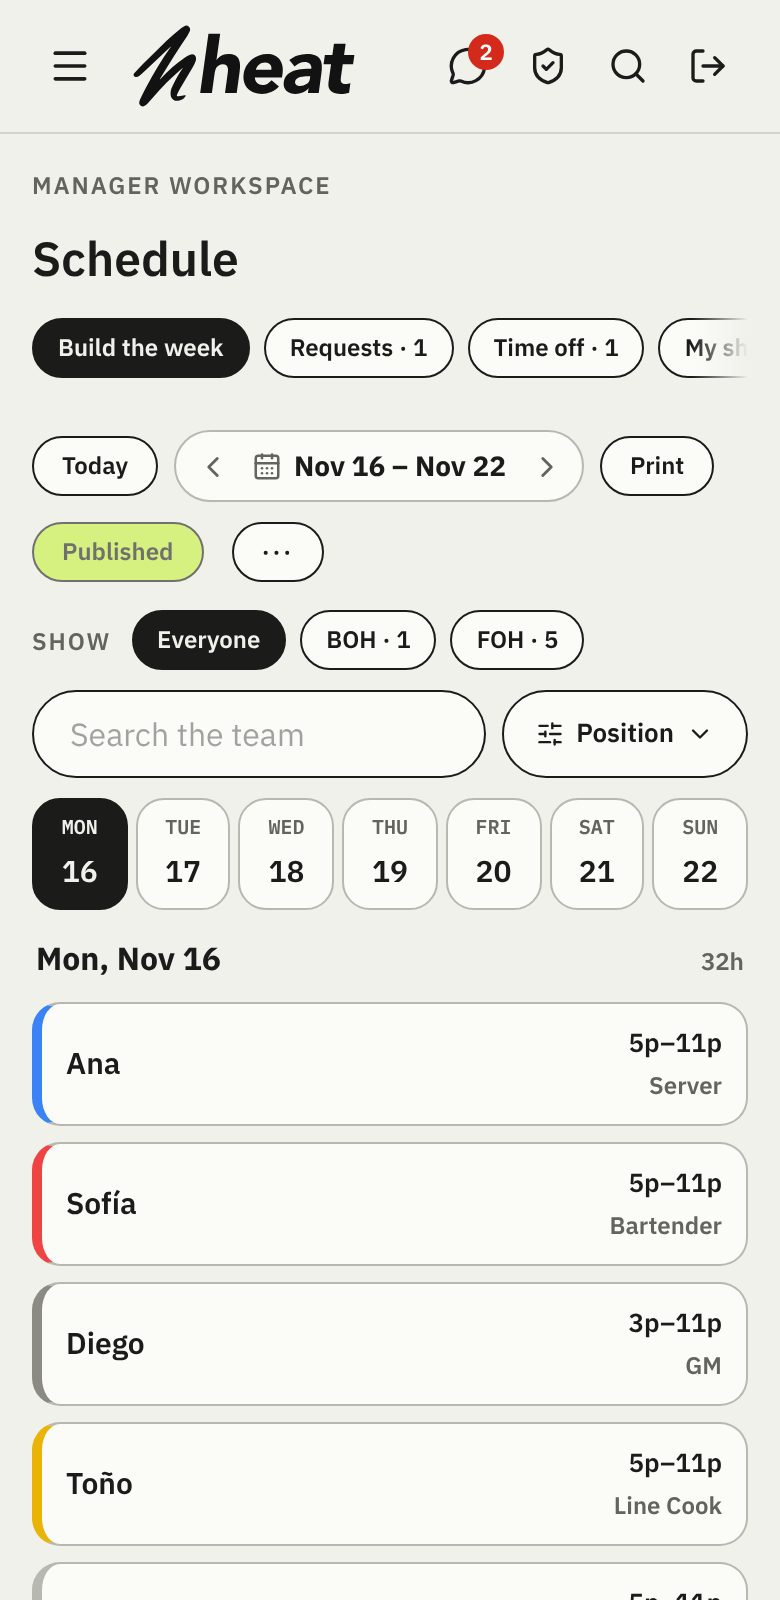 heat
2
MANAGER WORKSPACE
Schedule
Build the week
Requests · 1
Time off · 1
My sh
Today
Nov 16 – Nov 22
Print
Published
···
SHOW
Everyone
BOH · 1
FOH · 5
Search the team
Position
MON
16
TUE
17
WED
18
THU
19
FRI
20
SAT
21
SUN
22
Mon, Nov 16
32h
Ana
5p–11p
Server
Sofía
5p–11p
Bartender
Diego
3p–11p
GM
Toño
5p–11p
Line Cook